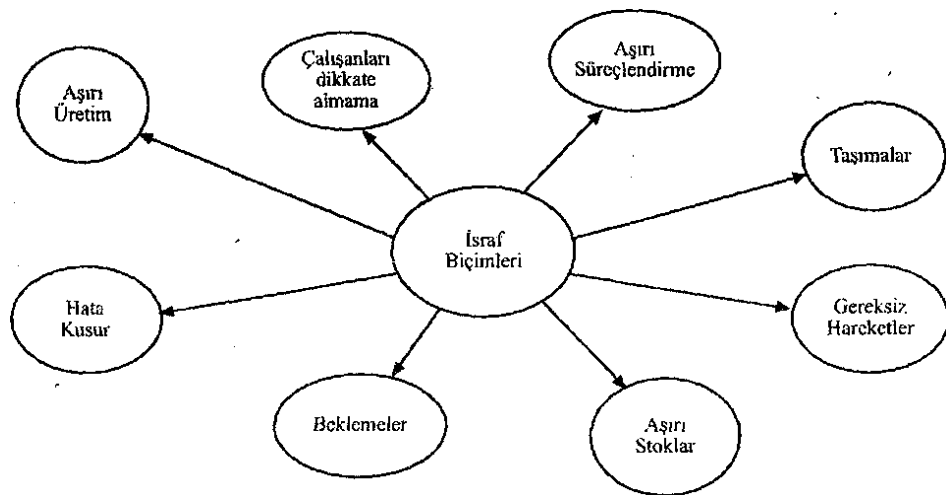 Aşırı
Üretim
Çalışanları
dikkate
almama
Aşırı
Süreçlendirme
Taşımalar
İsraf
Biçimleri
Hata
Kusur
Gereksiz
Hareketler
Beklemeler
Aşırı
Stoklar